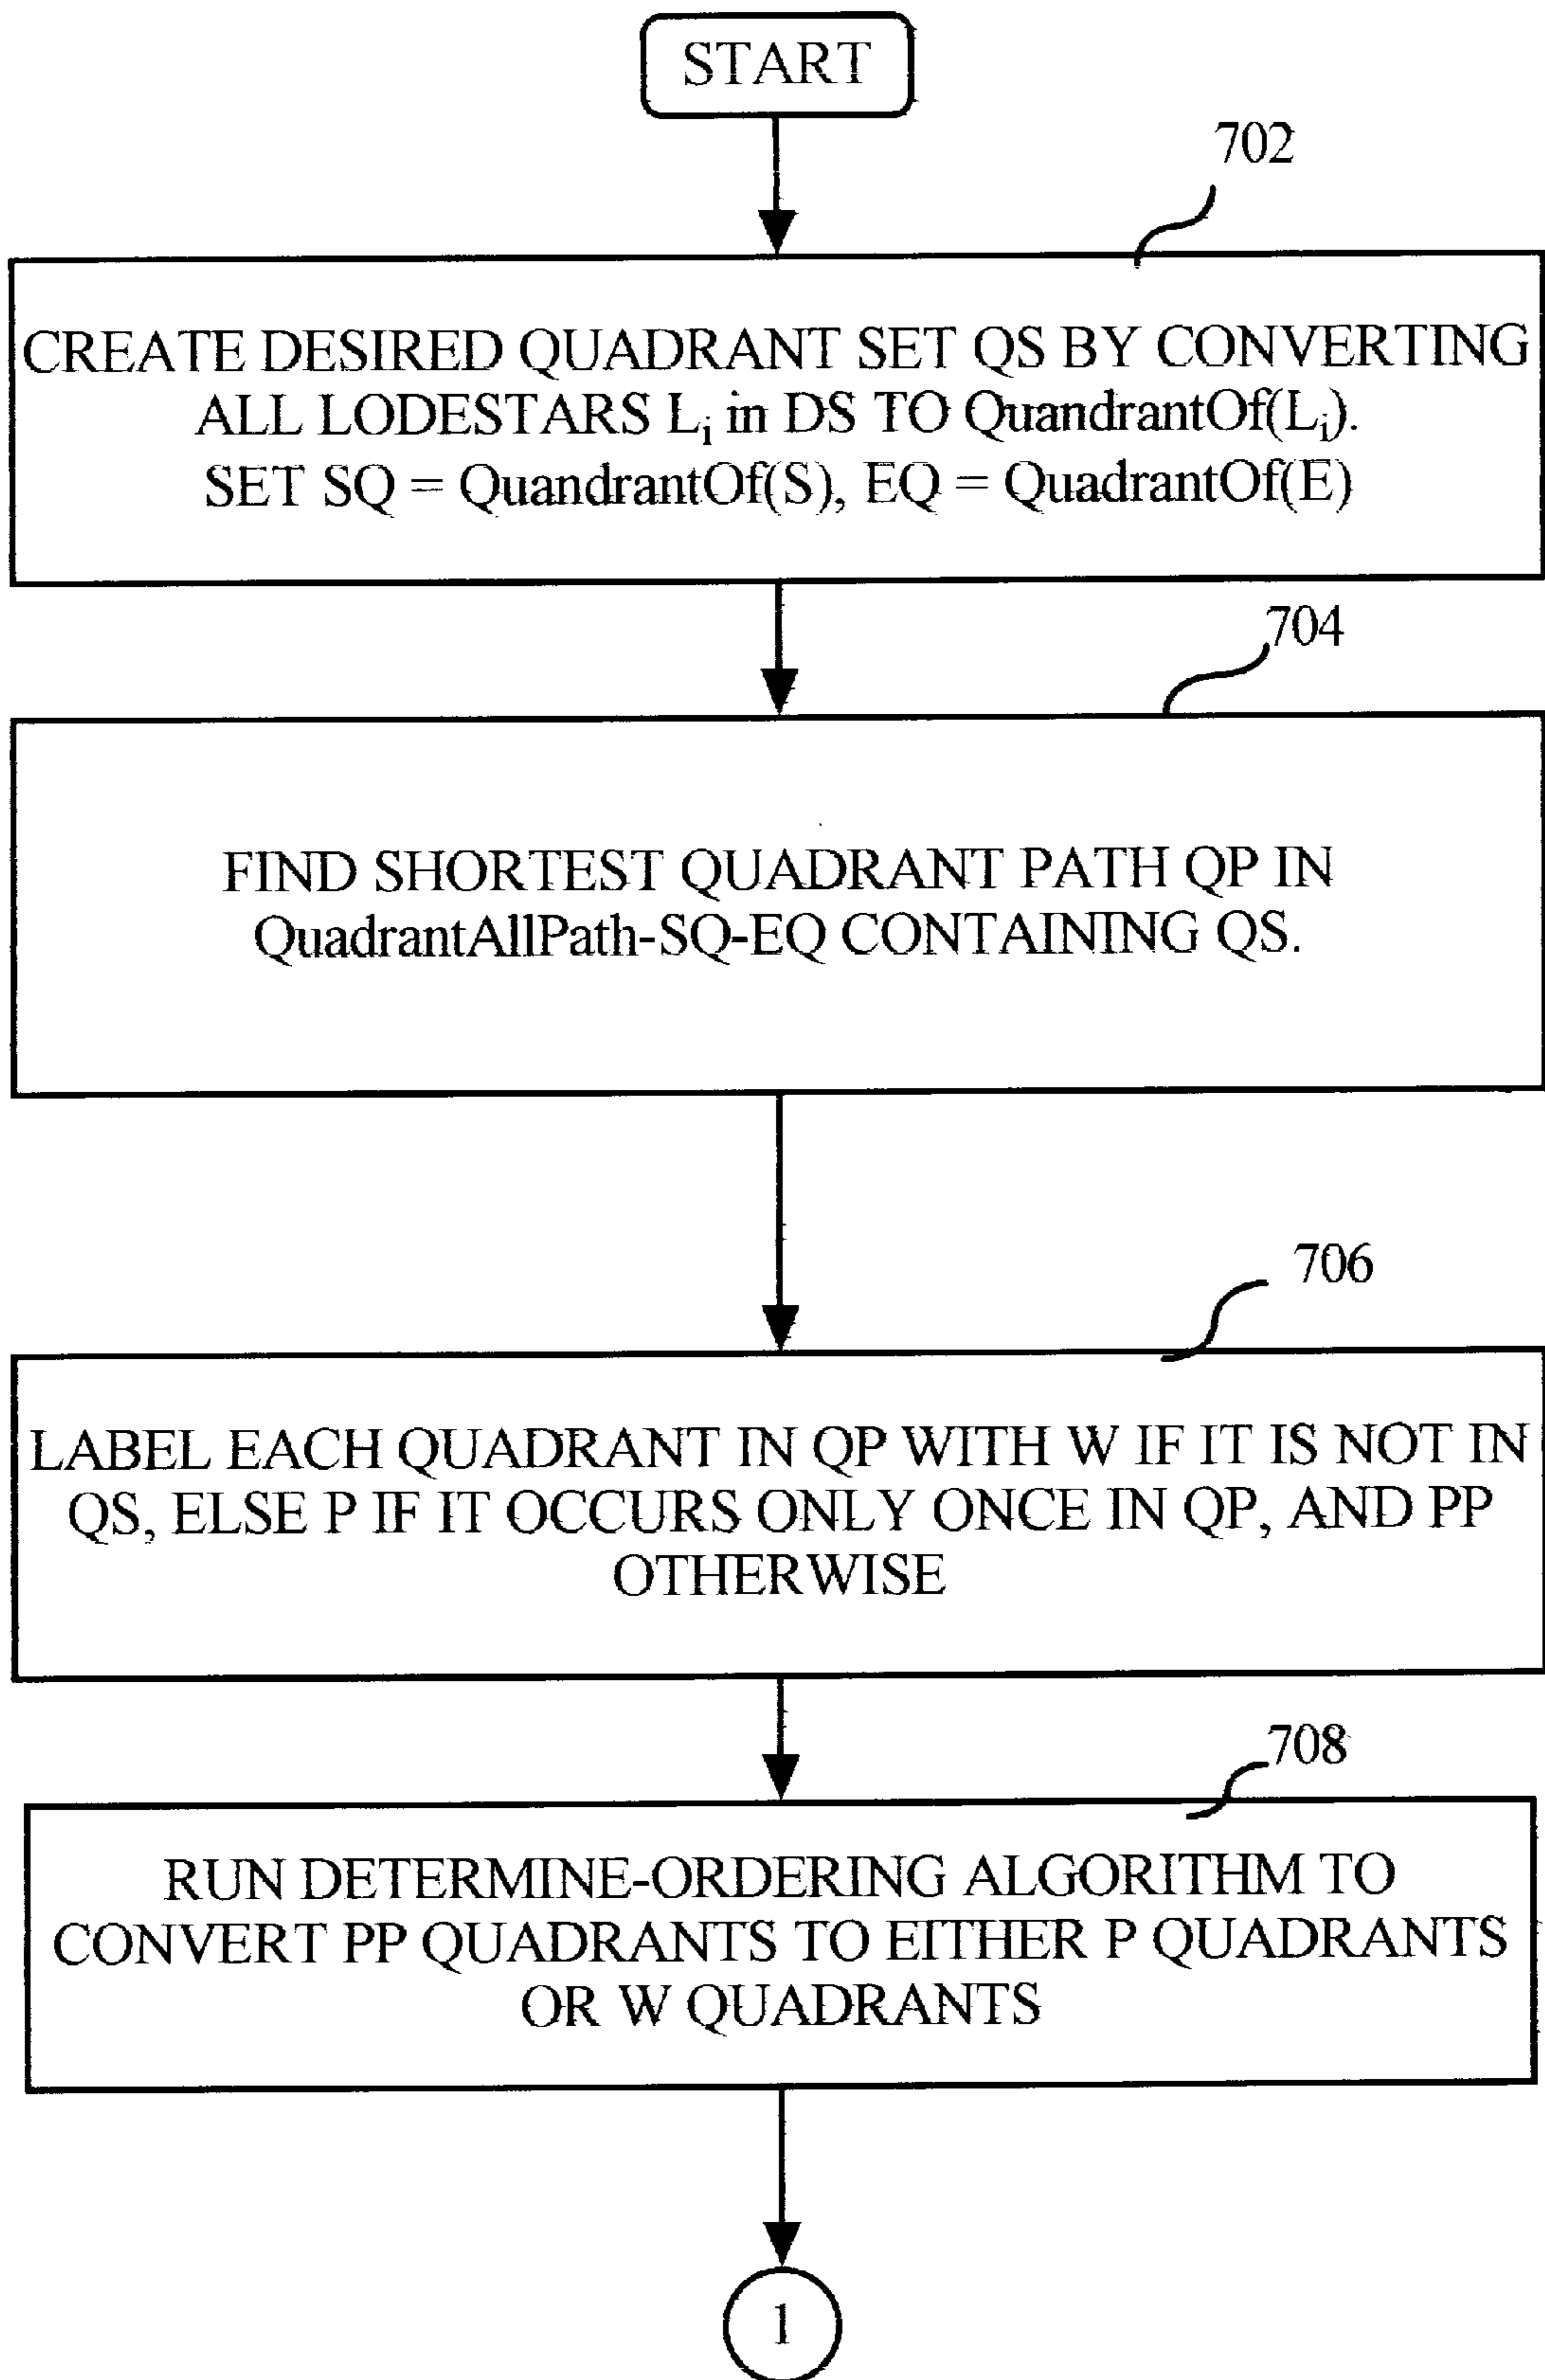 START
702
CREATE DESIRED QUADRANT SET QS BY CONVERTING
ALL LODESTARS Li in DS TO QuandrantOf(Li).
SET SQ = QuandrantOf(S), EQ = QuadrantOf(E)
704
FIND SHORTEST QUADRANT PATH QP IN
QuadrantAllPath-SQ-EQ CONTAINING QS.
706
LABEL EACH QUADRANT IN QP WITH W IF IT IS NOT IN
QS, ELSE P IF IT OCCURS ONLY ONCE IN QP, AND PP
OTHERWISE
708
RUN DETERMINE-ORDERING ALGORITHM TO
CONVERT PP QUADRANTS TO EITHER P QUADRANTS
OR W QUADRANTS
1